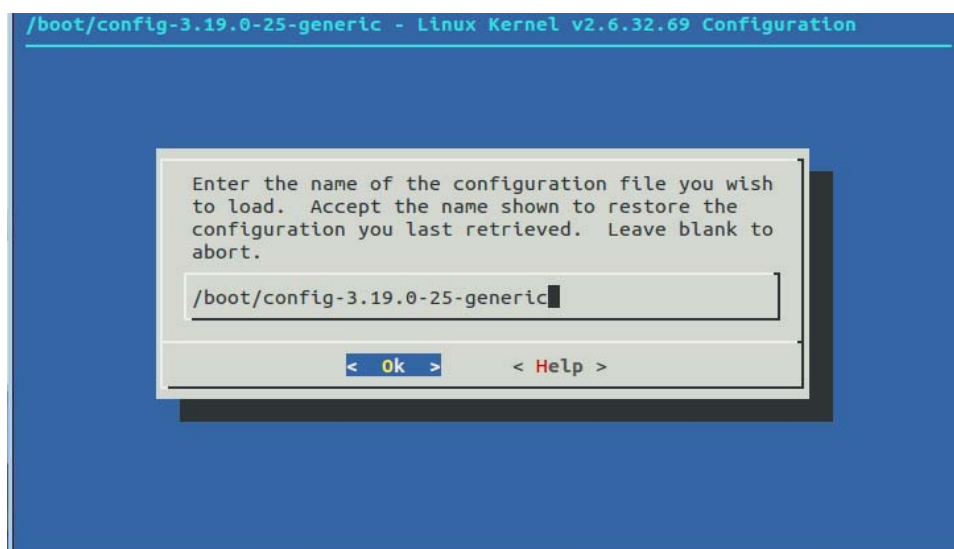 /boot/config-3.19.0-25-generic - Linux Kernel v2.6.32.69 Configuration
Enter the name of the configuration file you wish
to load.  Accept the name shown to restore the
configuration you last retrieved.  Leave blank to
abort.
/boot/config-3.19.0-25-generic
<  Ok  > < Help >